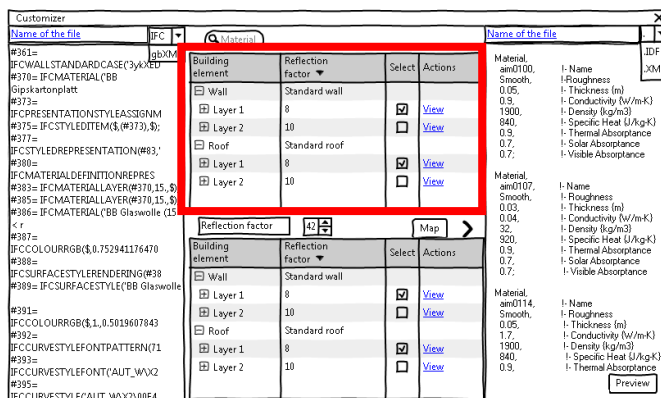 Customizer
X
Name of the file
IFC
gbXM
#361=
IFCWALLSTANDARDCASE('3ykXED
#370= IFCMATERIAL('BB
Gipskartonplatt
#373=
IFCPRESENTATIONSTYLEASSIGNM
#375= IFCSTYLEDITEM($,(#373),$);
#377=
IFCSTYLEDREPRESENTATION(#83,'
#380=
IFCMATERIALDEFINITIONREPRES
#383= IFCMATERIALLAYER(#370,15.,$)
#385= IFCMATERIALLAYER(#370,15.,$)
#386= IFCMATERIAL('BB Glaswolle (15
< r
#387=
IFCCOLOURRGB($,0.752941176470
#388=
IFCSURFACESTYLERENDERING(#38
#389= IFCSURFACESTYLE('BB Glaswolle
#391=
IFCCOLOURRGB($,1.,0.5019607843
#392=
IFCCURVESTYLEFONTPATTERN(71
#393=
IFCCURVESTYLEFONT('AUT_W\X2
#395=
IFCCURVESTYLE('AUT_W\X2\00E4
Material
Building element Reflection factor ▼ Select Actions
Wall Standard wall
Layer 1 8 View
Layer 2 10 View
Roof Standard roof
Layer 1 8 View
Layer 2 10 View
Reflection factor 42 Map
Building element Reflection factor ▼ Select Actions
Wall Standard wall
Layer 1 8 View
Layer 2 10 View
Roof Standard roof
Layer 1 8 View
Layer 2 10 View
Name of the file
.IDF
.XM
Material,
aim0100, !- Name
Smooth, !-Roughness
0.05, !- Thickness {m}
0.9, !- Conductivity {W/m-K}
1900, !- Density {kg/m3}
840, !- Specific Heat {J/kg-K}
0.9, !- Thermal Absorptance
0.7, !- Solar Absorptance
0.7; !- Visible Absorptance
Material,
aim0107, !- Name
Smooth, !- Roughness
0.03, !- Thickness {m}
0.04, !- Conductivity {W/m-K}
32, !- Density {kg/m3}
920, !- Specific Heat {J/kg-K}
0.9, !- Thermal Absorptance
0.7, !- Solar Absorptance
0.7; !- Visible Absorptance
Material,
aim0114, !- Name
Smooth, !- Roughness
0.05, !- Thickness {m}
1.7, !- Conductivity {W/m-K}
1900, !- Density {kg/m3}
840, !- Specific Heat {J/kg-K}
0.9, !- Thermal Absorptance
Preview